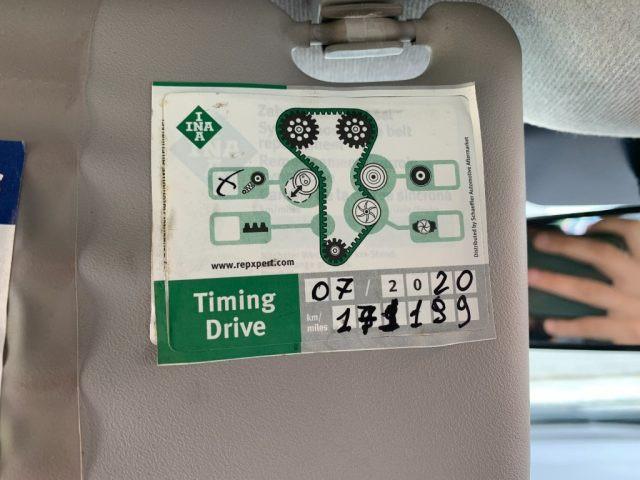 I
INA
A
Distributed by Schaeffler Automotive Aftermarket
www.repxpert.com
Timing
Drive
07 / 2020
km/
miles